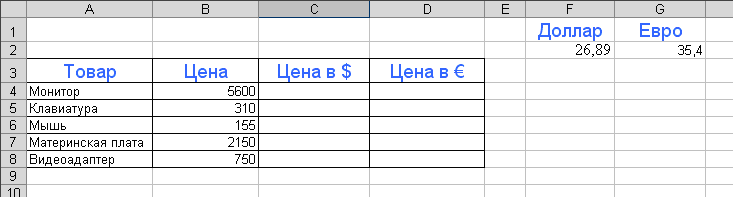 A B C D E F G
1 Доллар Евро
2 26,89 35,4
3 Товар Цена Цена в $ Цена в €
4 Монитор 5600
5 Клавиатура 310
6 Мышь 155
7 Материнская плата 2150
8 Видеоадаптер 750
9
10